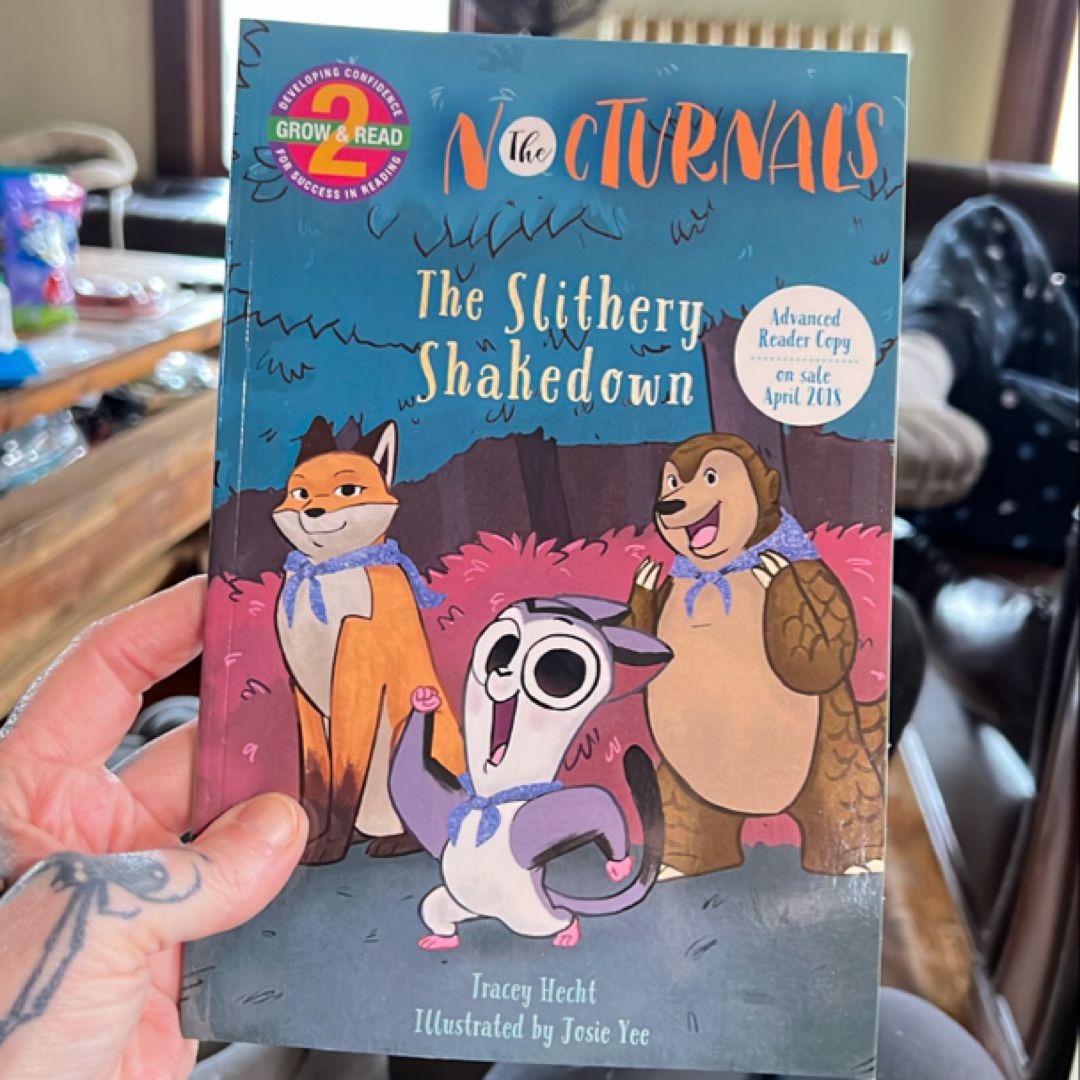 DEVELOPING CONFIDENCE
2
GROW & READ
FOR SUCCESS IN READING
The NOCTURNALS
The Slithery
Shakedown
Advanced
Reader Copy
on sale
April 2018
Tracey Hecht
Illustrated by Josie Yee